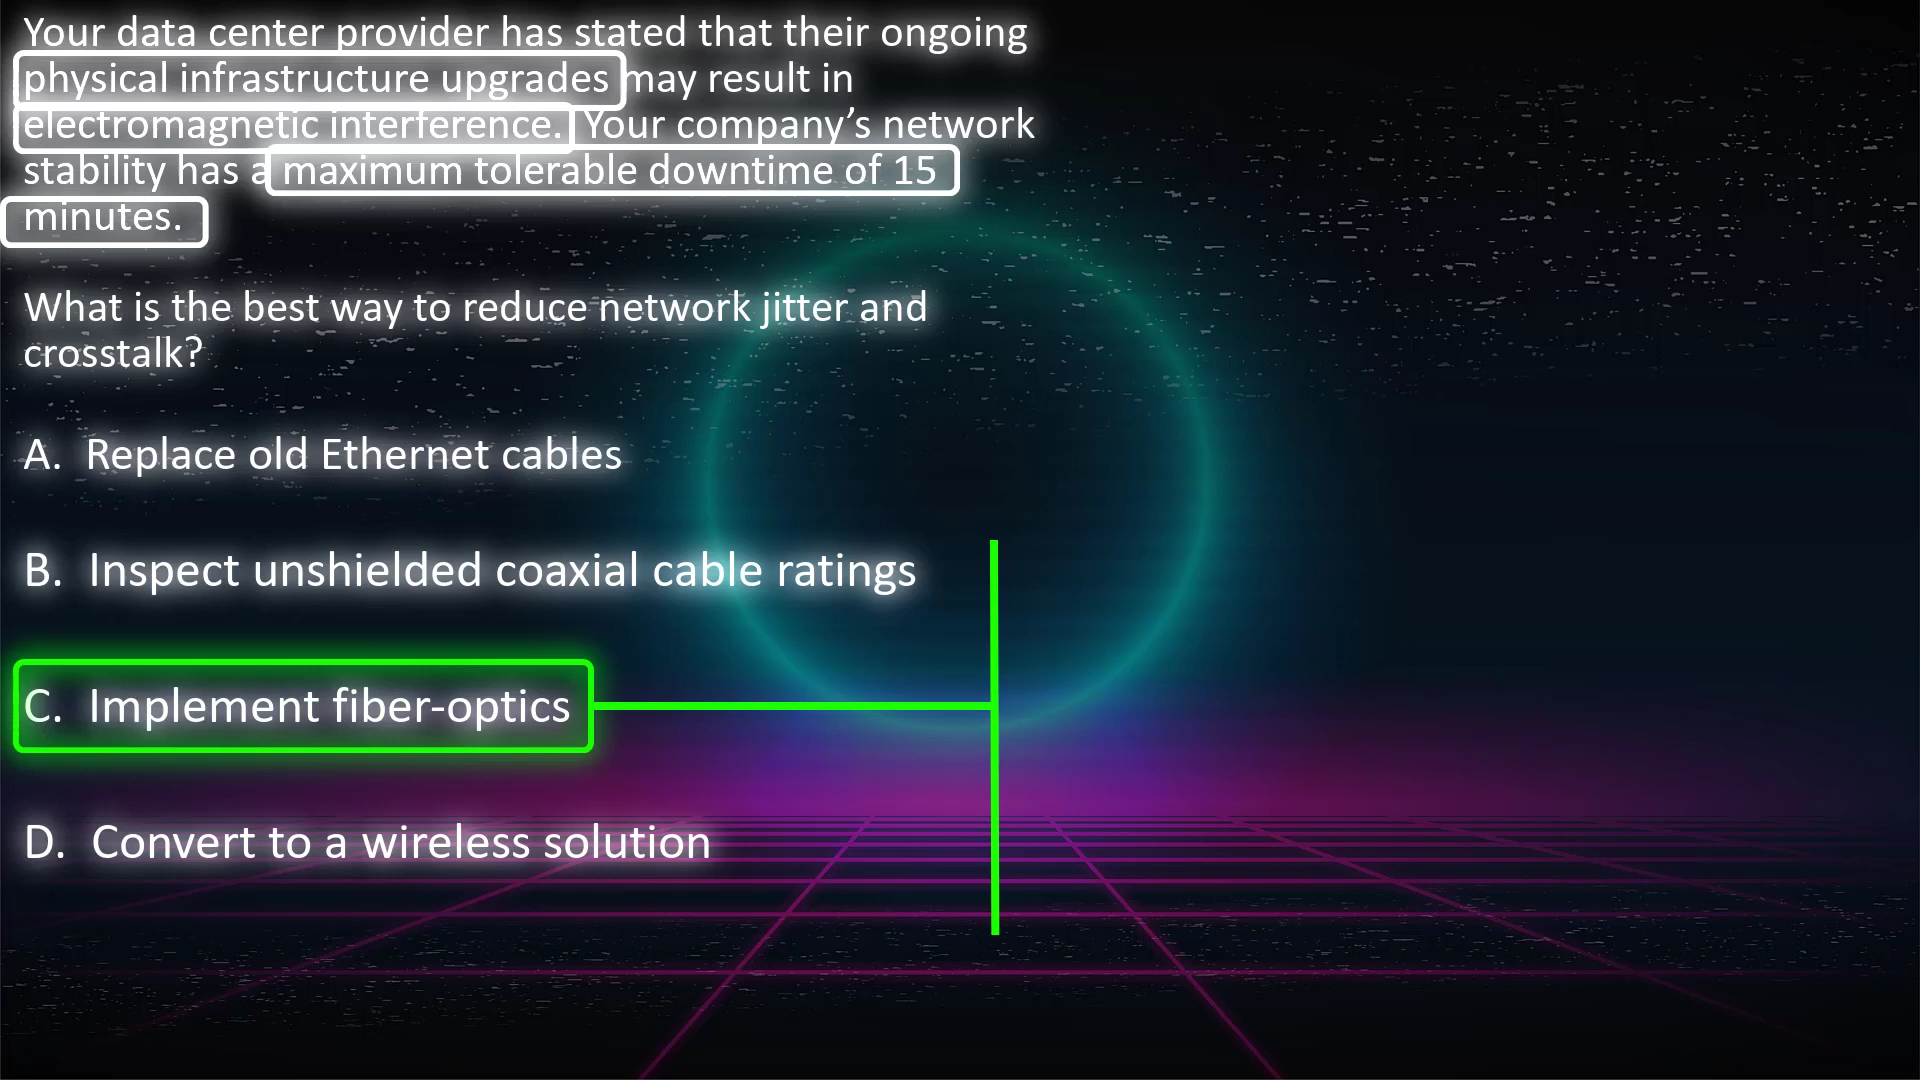 Your data center provider has stated that their ongoing
physical infrastructure upgrades may result in
electromagnetic interference. Your company’s network
stability has a maximum tolerable downtime of 15
minutes.
What is the best way to reduce network jitter and
crosstalk?
A. Replace old Ethernet cables
B. Inspect unshielded coaxial cable ratings
C. Implement fiber-optics
D. Convert to a wireless solution